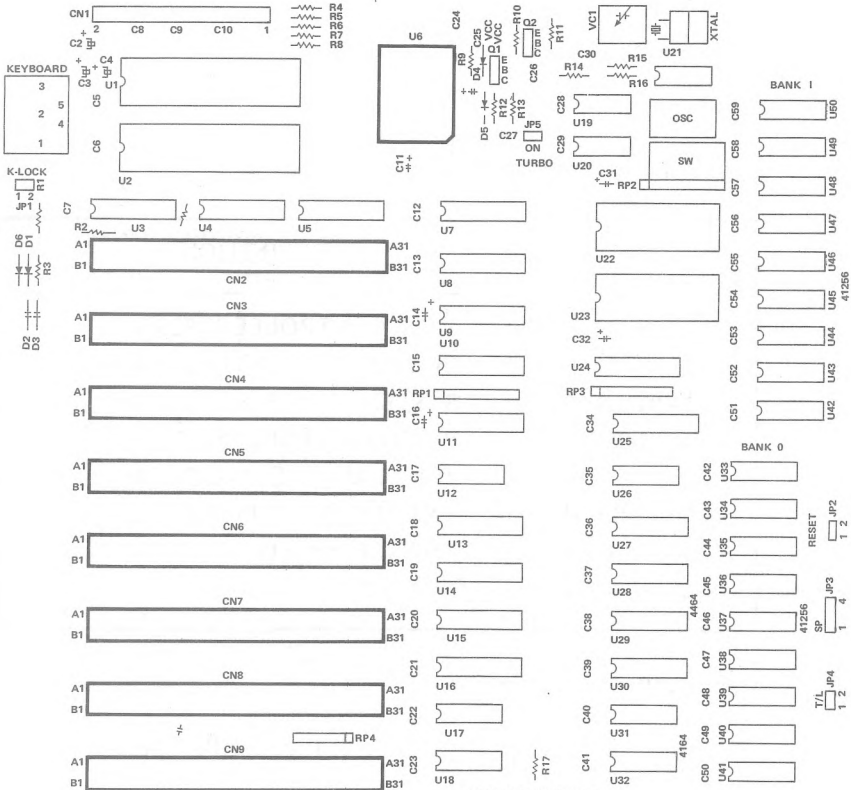 CN1
2 C8 C9 C10 1
R4
R5
R6
R7
R8
C2
C3
C4
U1
C5
KEYBOARD
3
5
2
4
1
C6
U2
K-LOCK
1 2
JP1
R1
C7
U3
U4
U5
R2
D6
D1
R3
D2
D3
U6
C24
C25
VCC
VCC
R9
D4
Q1
E
B
C
R10
Q2
E
B
C
R11
C26
D5
R12
R13
C27
JP5
ON
TURBO
C11
VC1
XTAL
U21
C30
R14
R15
R16
C28
U19
C29
U20
OSC
SW
C31
RP2
BANK I
C59
U50
C58
U49
C57
U48
C56
U47
C55
U46
C54
U45
C53
U44
C52
U43
C51
U42
41256
A1
A31
B1
B31
CN2
CN3
A1
A31
B1
B31
CN4
A1
A31
B1
B31
CN5
A1
A31
B1
B31
CN6
A1
A31
B1
B31
CN7
A1
A31
B1
B31
CN8
A1
A31
B1
B31
RP4
CN9
A1
A31
B1
B31
C12
U7
C13
U8
C14
U9
U10
C15
RP1
C16
U11
C17
U12
C18
U13
C19
U14
C20
U15
C21
U16
C22
U17
C23
U18
R17
U22
U23
C32
U24
RP3
C34
U25
C35
U26
C36
U27
C37
U28
C38
U29
4464
C39
U30
C40
U31
C41
U32
4164
BANK 0
C42
U33
C43
U34
C44
U35
C45
U36
C46
U37
41256
C47
U38
C48
U39
C49
U40
C50
U41
RESET
JP2
1 2
JP3
SP
1 4
JP4
T/L
1 2